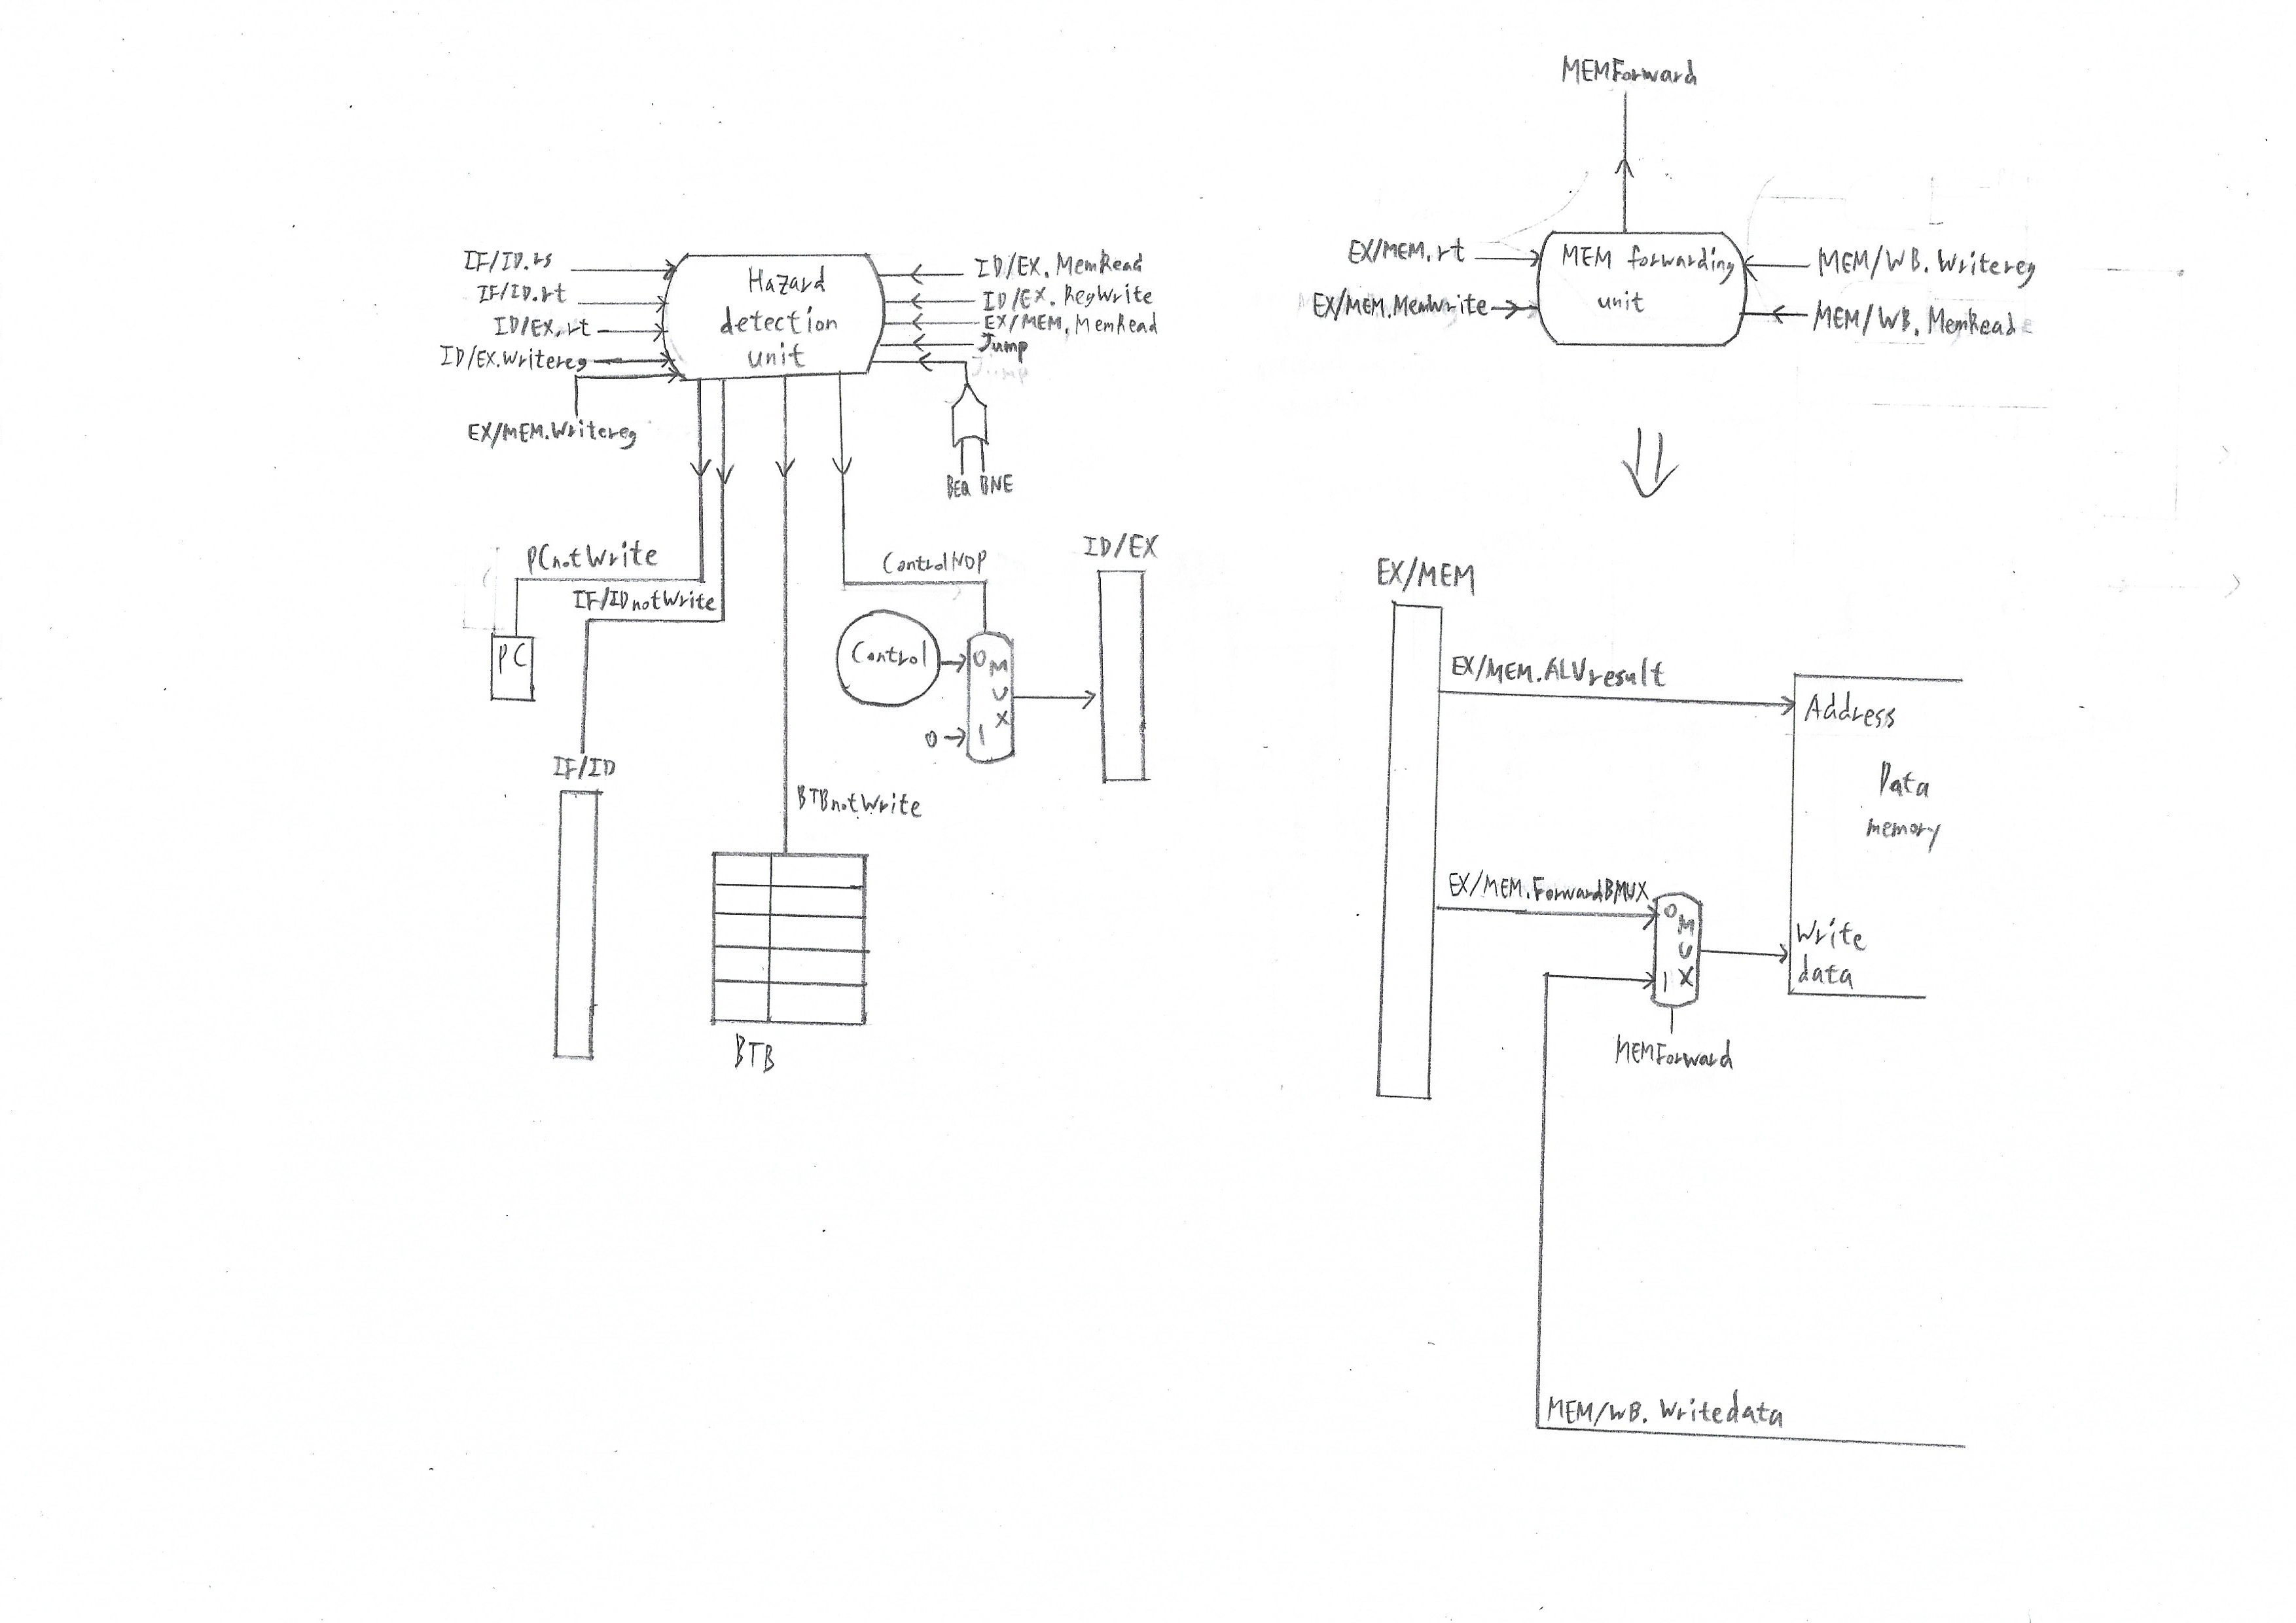 IF/ID.rs
IF/ID.rt
ID/EX.rt
ID/EX.Writereg
EX/MEM.Writereg
Hazard
detection
unit
ID/EX.MemRead
ID/EX.RegWrite
EX/MEM.MemRead
Jump
BEQ BNE
PCnotWrite
IF/IDnotWrite
ControlNOP
ID/EX
PC
Control
0 M
U
X
1
0
IF/ID
BTBnotWrite
BTB
MEMForward
EX/MEM.rt
EX/MEM.MemWrite
MEM forwarding
unit
MEM/WB.Writereg
MEM/WB.MemRead
EX/MEM
EX/MEM.ALUresult
Address
Data
memory
EX/MEM.ForwardBMUX
0 M
U
1 X
Write
data
MEMForward
MEM/WB.Writedata